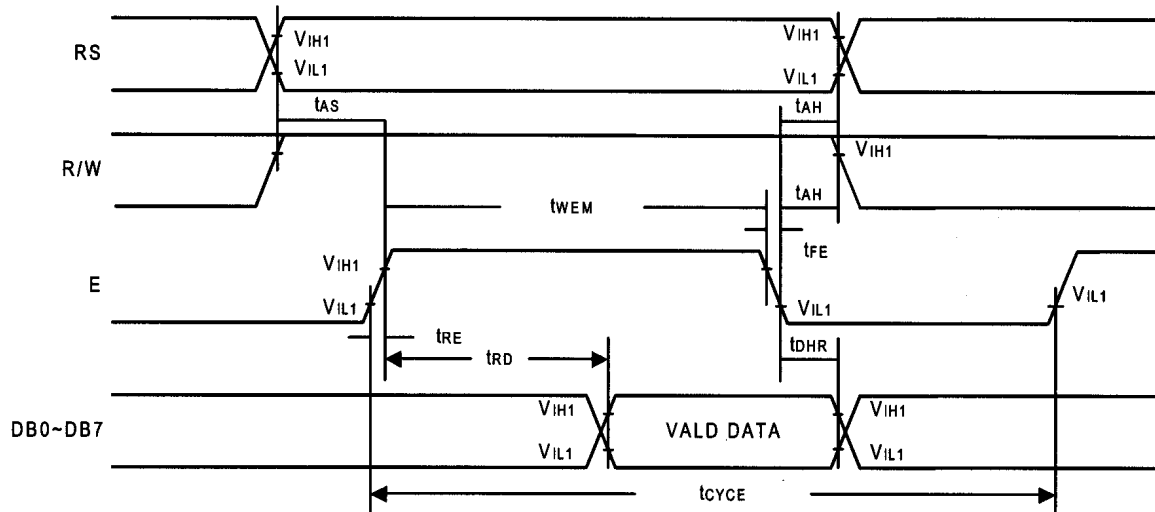 RS
VIH1
VIL1
VIH1
VIL1
tAS
tAH
R/W
VIH1
tWEM
tAH
tFE
E
VIH1
VIL1
VIL1
VIL1
tRE
tRD
tDHR
DB0~DB7
VIH1
VIL1
VALD DATA
VIH1
VIL1
tCYCE